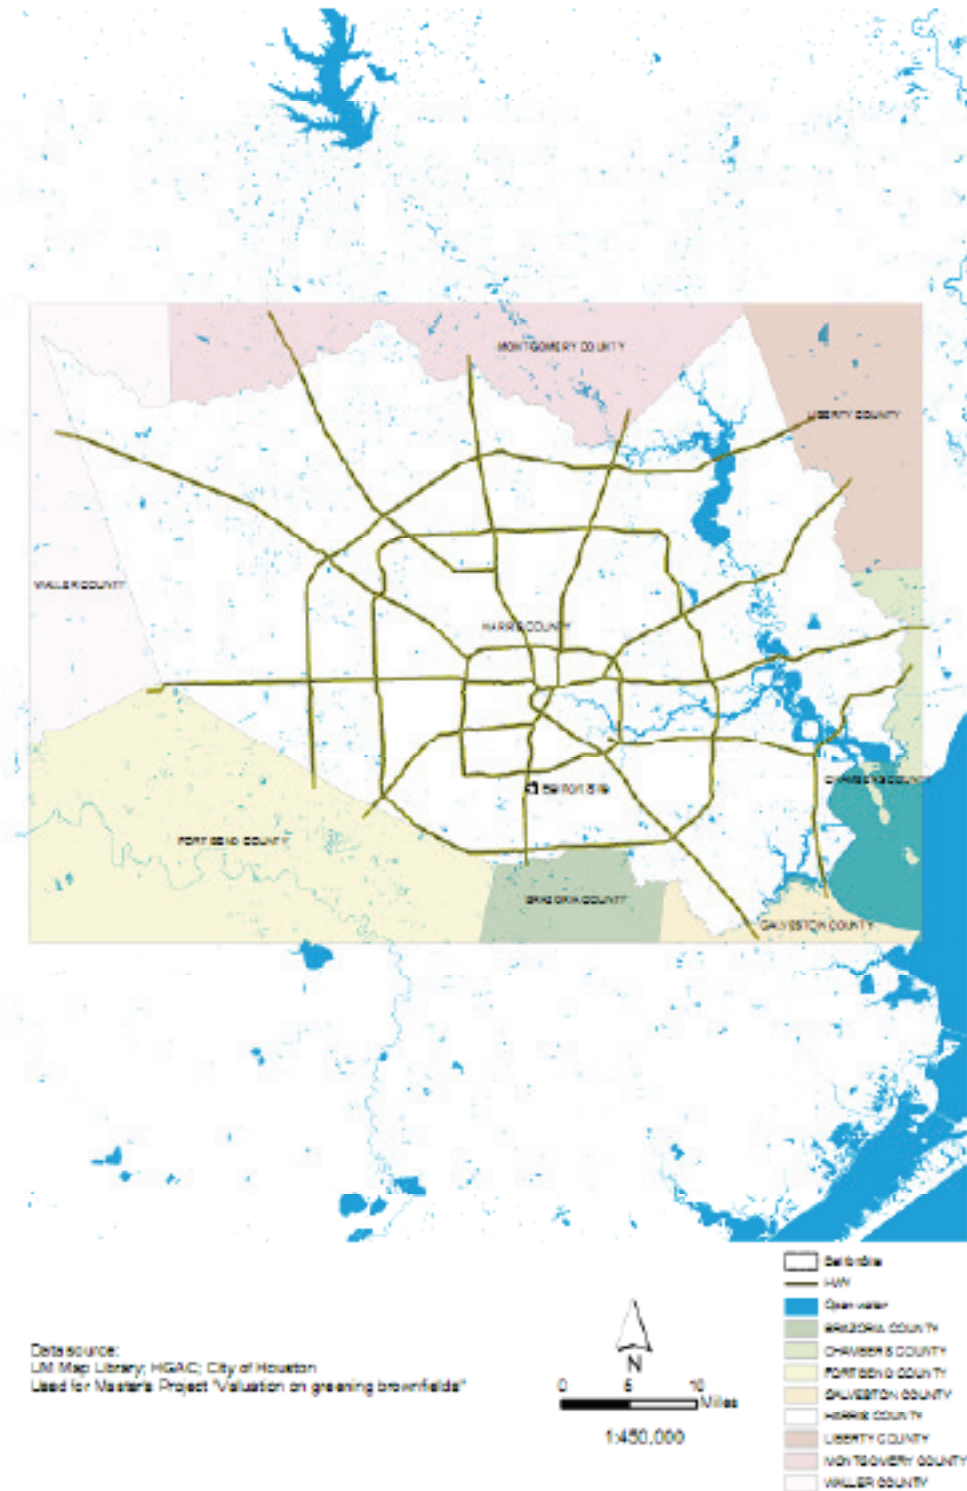 MONTGOMERY COUNTY
LIBERTY COUNTY
WALLER COUNTY
HARRIS COUNTY
Belfort Site
CHAMBERS COUNTY
FORT BEND COUNTY
BRAZORIA COUNTY
GALVESTON COUNTY
BelfortSite
HWY
Open water
BRAZORIA COUNTY
CHAMBERS COUNTY
FORT BEND COUNTY
GALVESTON COUNTY
HARRIS COUNTY
LIBERTY COUNTY
MONTGOMERY COUNTY
WALLER COUNTY
Data source:
UM Map Library; HGAC; City of Houston
Used for Master's Project "Valuation on greening brownfields"
N
0 5 10
Miles
1:450,000